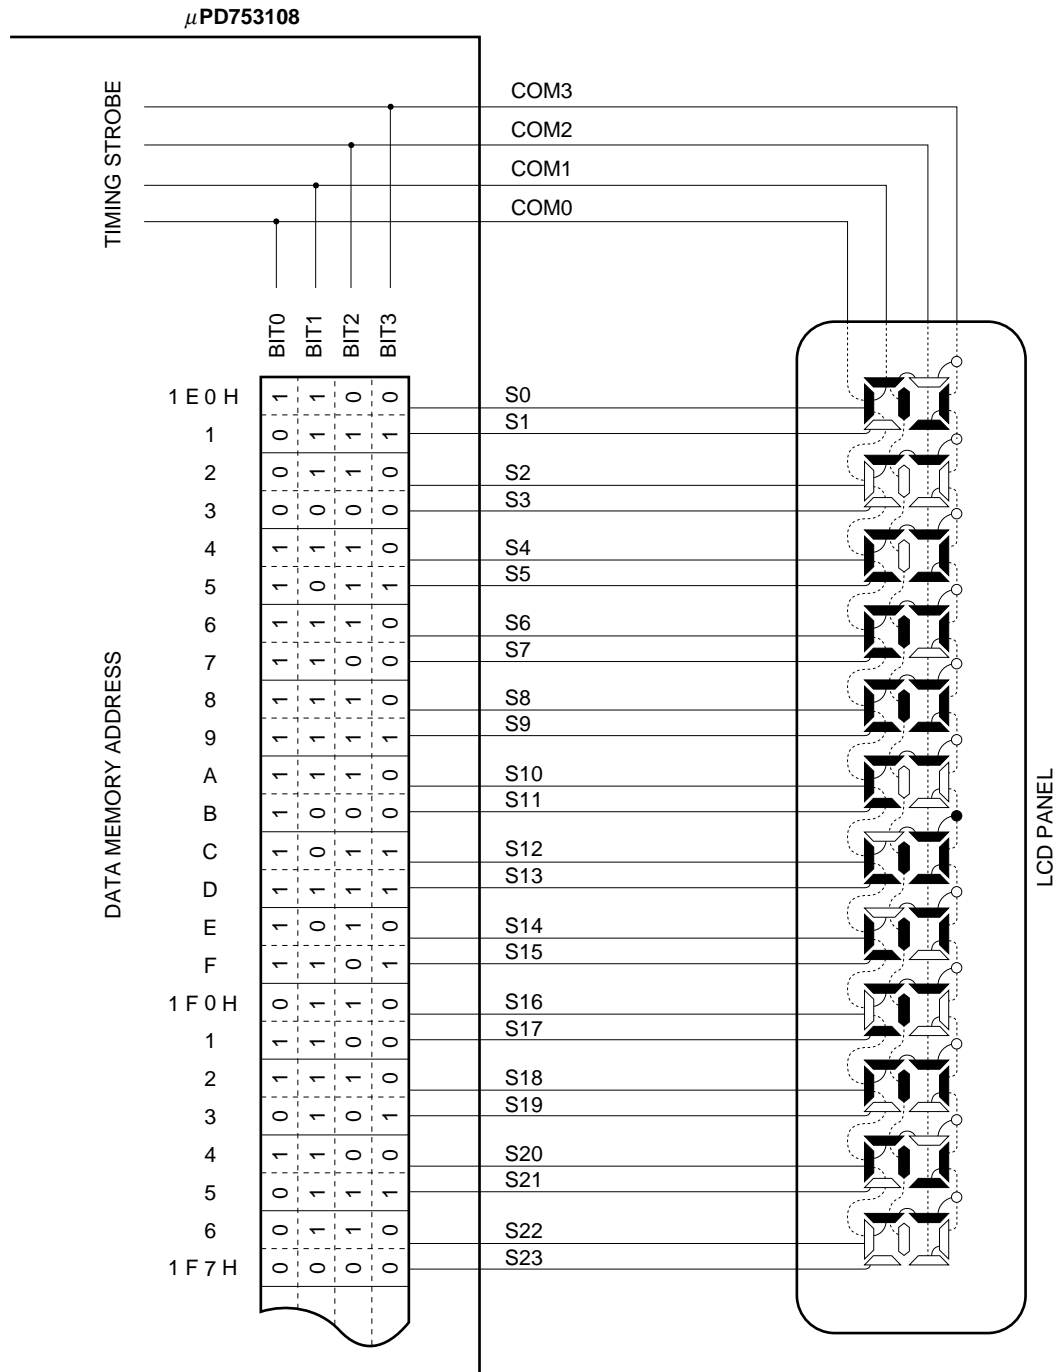 μPD753108
TIMING STROBE
COM3
COM2
COM1
COM0
BIT0 BIT1 BIT2 BIT3
DATA MEMORY ADDRESS
LCD PANEL
1E0H 1 1 0 0 S0
1 0 1 1 1 S1
2 0 1 1 0 S2
3 0 0 0 0 S3
4 1 1 1 0 S4
5 1 0 1 1 S5
6 1 1 1 0 S6
7 1 1 0 0 S7
8 1 1 1 0 S8
9 1 1 1 1 S9
A 1 1 1 0 S10
B 1 0 0 0 S11
C 1 0 1 1 S12
D 1 1 1 1 S13
E 1 0 1 0 S14
F 1 1 0 1 S15
1F0H 0 1 1 0 S16
1 1 1 0 0 S17
2 1 1 1 0 S18
3 0 1 0 1 S19
4 1 1 0 0 S20
5 0 1 1 1 S21
6 0 1 1 0 S22
1F7H 0 0 0 0 S23